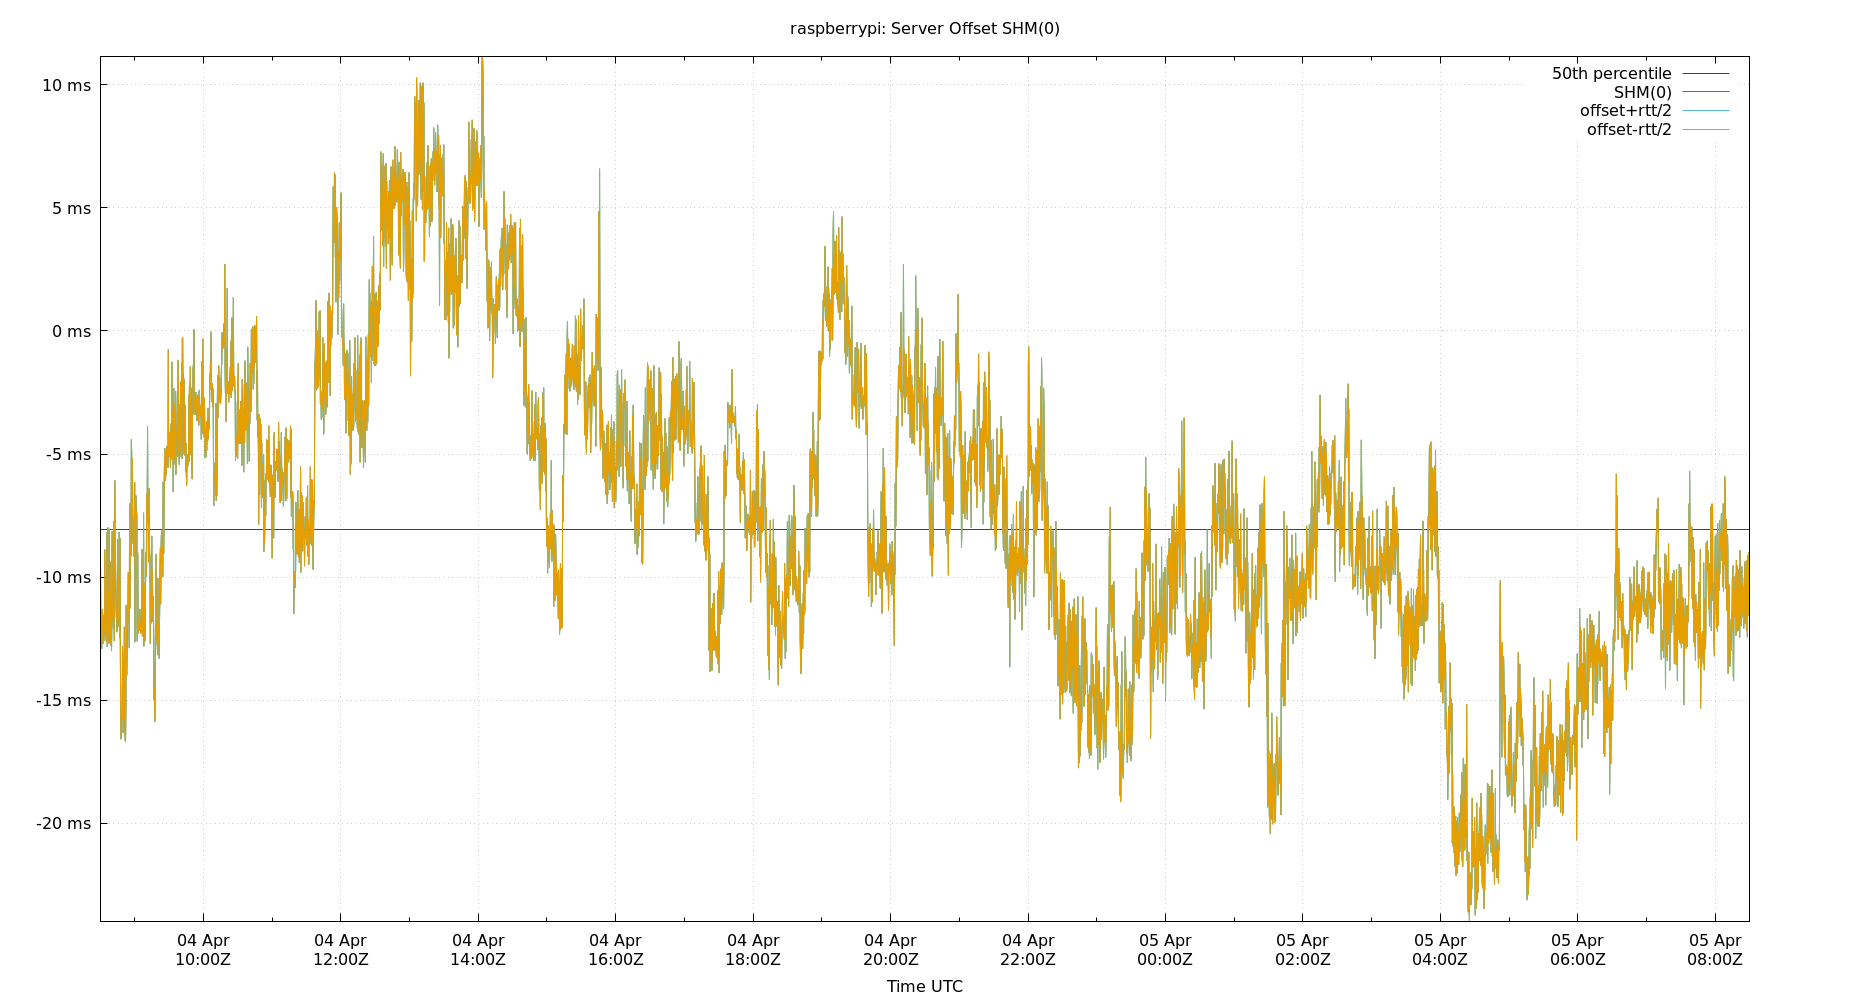 raspberrypi: Server Offset SHM(0)
50th percentile
SHM(0)
offset+rtt/2
offset-rtt/2
10 ms
5 ms
0 ms
-5 ms
-10 ms
-15 ms
-20 ms
04 Apr 04 Apr 04 Apr 04 Apr 04 Apr 04 Apr 04 Apr 05 Apr 05 Apr 05 Apr 05 Apr 05 Apr
10:00Z 12:00Z 14:00Z 16:00Z 18:00Z 20:00Z 22:00Z 00:00Z 02:00Z 04:00Z 06:00Z 08:00Z
Time UTC